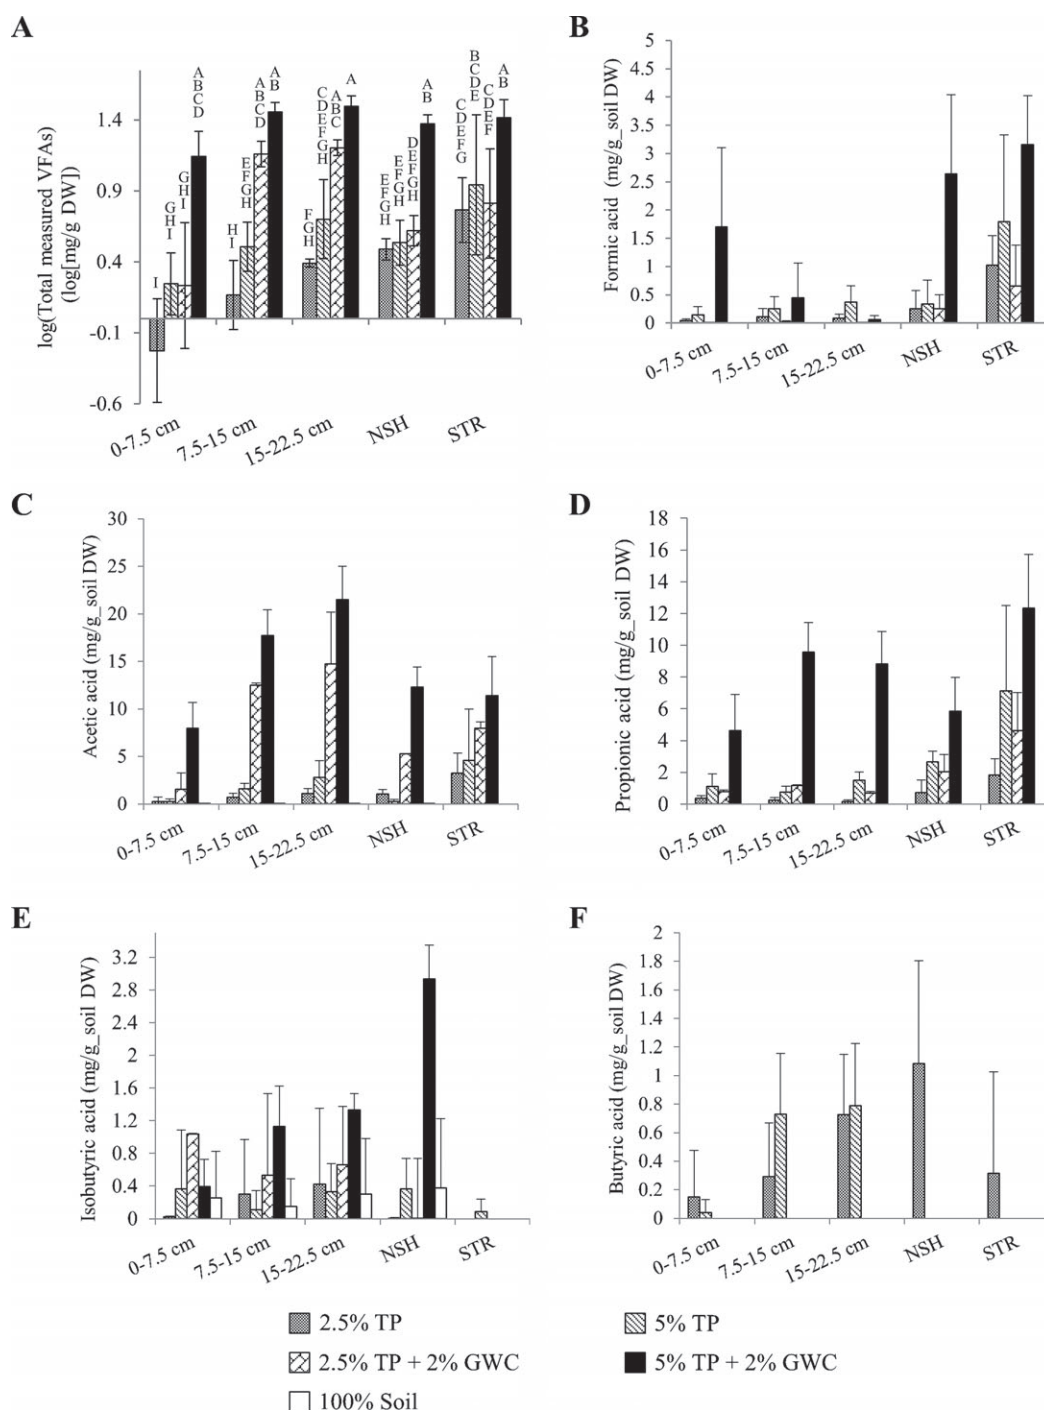 A
log(Total measured VFAs)
(log[mg/g DW])
1.4
0.9
0.4
-0.1
-0.6
I
G
H
I
G
H
I
A
B
C
D
H
I
E
F
G
H
A
B
C
D
A
B
F
G
H
C
D
E
F
G
H
A
B
C
A
E
F
G
H
E
F
G
H
D
E
F
G
H
A
B
C
D
E
F
G
B
C
D
E
C
D
E
F
A
B
0-7.5 cm
7.5-15 cm
15-22.5 cm
NSH
STR
B
Formic acid (mg/g_soil DW)
5
4.5
4
3.5
3
2.5
2
1.5
1
0.5
0
0-7.5 cm
7.5-15 cm
15-22.5 cm
NSH
STR
C
Acetic acid (mg/g_soil DW)
30
25
20
15
10
5
0
0-7.5 cm
7.5-15 cm
15-22.5 cm
NSH
STR
D
Propionic acid (mg/g_soil DW)
18
16
14
12
10
8
6
4
2
0
0-7.5 cm
7.5-15 cm
15-22.5 cm
NSH
STR
E
Isobutyric acid (mg/g_soil DW)
3.2
2.8
2.4
2
1.6
1.2
0.8
0.4
0
0-7.5 cm
7.5-15 cm
15-22.5 cm
NSH
STR
F
Butyric acid (mg/g_soil DW)
2
1.8
1.6
1.4
1.2
1
0.8
0.6
0.4
0.2
0
0-7.5 cm
7.5-15 cm
15-22.5 cm
NSH
STR
2.5% TP
5% TP
2.5% TP + 2% GWC
5% TP + 2% GWC
100% Soil